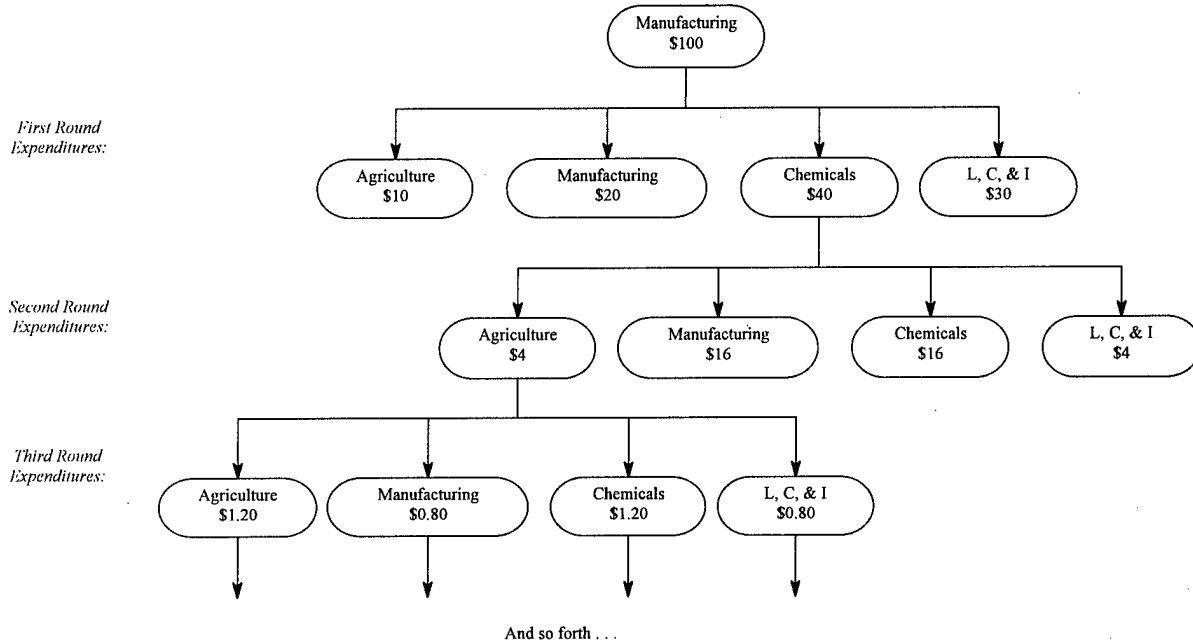 Manufacturing
$100
First Round
Expenditures:
Agriculture
$10
Manufacturing
$20
Chemicals
$40
L, C, & I
$30
Second Round
Expenditures:
Agriculture
$4
Manufacturing
$16
Chemicals
$16
L, C, & I
$4
Third Round
Expenditures:
Agriculture
$1.20
Manufacturing
$0.80
Chemicals
$1.20
L, C, & I
$0.80
And so forth . . .